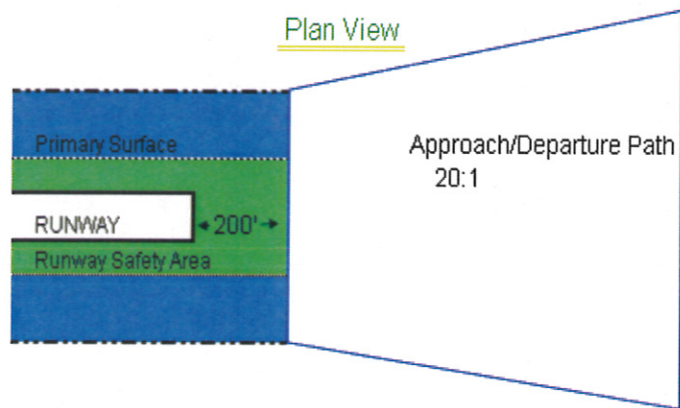 Plan View
Primary Surface
Approach/Departure Path
20:1
RUNWAY
200'
Runway Safety Area